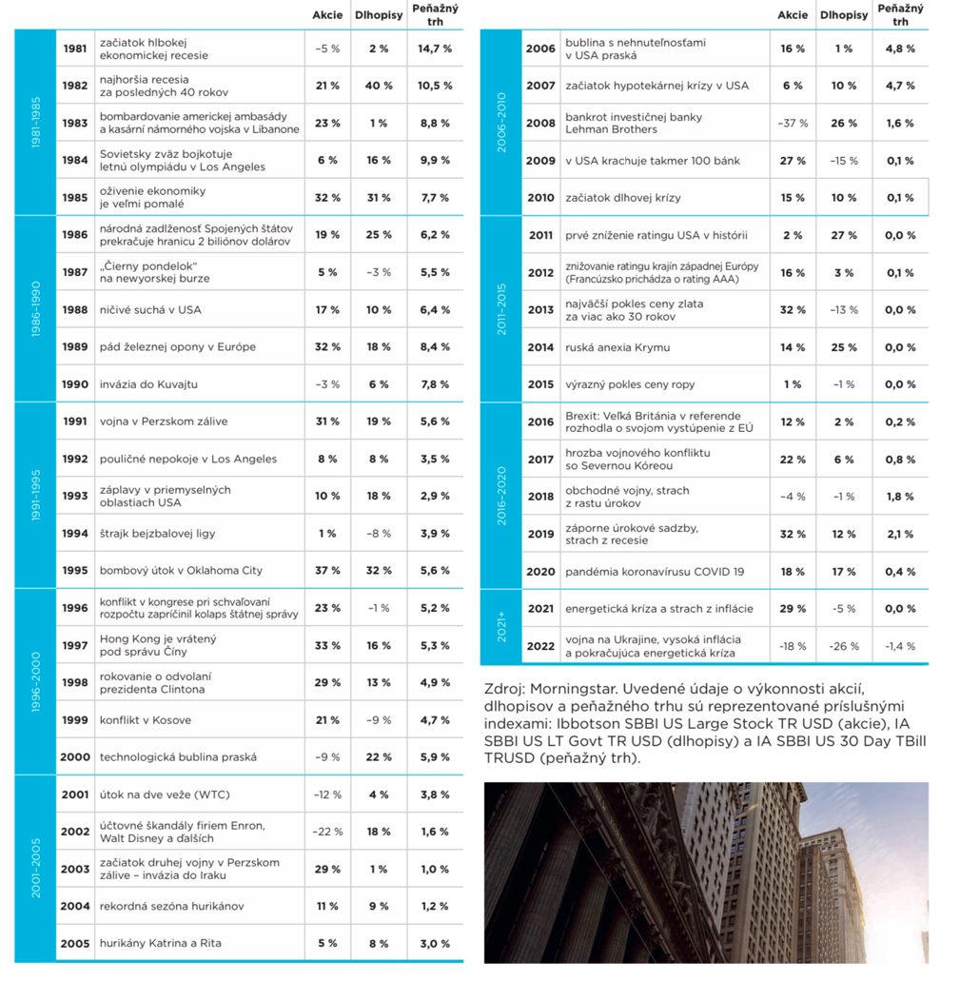 Akcie Dlhopisy Peňažný trh
1981–1985
1981 začiatok hlbokej ekonomickej recesie –5 % 2 % 14,7 %
1982 najhoršia recesia za posledných 40 rokov 21 % 40 % 10,5 %
1983 bombardovanie americkej ambasády a kasární námorného vojska v Libanone 23 % 1 % 8,8 %
1984 Sovietsky zväz bojkotuje letnú olympiádu v Los Angeles 6 % 16 % 9,9 %
1985 oživenie ekonomiky je veľmi pomalé 32 % 31 % 7,7 %
1986–1990
1986 národná zadlženosť Spojených štátov prekračuje hranicu 2 biliónov dolárov 19 % 25 % 6,2 %
1987 „Čierny pondelok“ na newyorskej burze 5 % –3 % 5,5 %
1988 ničivé suchá v USA 17 % 10 % 6,4 %
1989 pád železnej opony v Európe 32 % 18 % 8,4 %
1990 invázia do Kuvajtu –3 % 6 % 7,8 %
1991–1995
1991 vojna v Perzskom zálive 31 % 19 % 5,6 %
1992 pouličné nepokoje v Los Angeles 8 % 8 % 3,5 %
1993 záplavy v priemyselných oblastiach USA 10 % 18 % 2,9 %
1994 štrajk bejzbalovej ligy 1 % –8 % 3,9 %
1995 bombový útok v Oklahoma City 37 % 32 % 5,6 %
1996–2000
1996 konflikt v kongrese pri schvaľovaní rozpočtu zapríčinil kolaps štátnej správy 23 % –1 % 5,2 %
1997 Hong Kong je vrátený pod správu Číny 33 % 16 % 5,3 %
1998 rokovanie o odvolaní prezidenta Clintona 29 % 13 % 4,9 %
1999 konflikt v Kosove 21 % –9 % 4,7 %
2000 technologická bublina praská –9 % 22 % 5,9 %
2001–2005
2001 útok na dve veže (WTC) –12 % 4 % 3,8 %
2002 účtovné škandály firiem Enron, Walt Disney a ďalších –22 % 18 % 1,6 %
2003 začiatok druhej vojny v Perzskom zálive – invázia do Iraku 29 % 1 % 1,0 %
2004 rekordná sezóna hurikánov 11 % 9 % 1,2 %
2005 hurikány Katrina a Rita 5 % 8 % 3,0 %
Akcie Dlhopisy Peňažný trh
2006–2010
2006 bublina s nehnuteľnosťami v USA praská 16 % 1 % 4,8 %
2007 začiatok hypotekárnej krízy v USA 6 % 10 % 4,7 %
2008 bankrot investičnej banky Lehman Brothers –37 % 26 % 1,6 %
2009 v USA krachuje takmer 100 bánk 27 % –15 % 0,1 %
2010 začiatok dlhovej krízy 15 % 10 % 0,1 %
2011–2015
2011 prvé zníženie ratingu USA v histórii 2 % 27 % 0,0 %
2012 znižovanie ratingu krajín západnej Európy (Francúzsko prichádza o rating AAA) 16 % 3 % 0,1 %
2013 najväčší pokles ceny zlata za viac ako 30 rokov 32 % –13 % 0,0 %
2014 ruská anexia Krymu 14 % 25 % 0,0 %
2015 výrazný pokles ceny ropy 1 % –1 % 0,0 %
2016–2020
2016 Brexit: Veľká Británia v referende rozhodla o svojom vystúpenie z EÚ 12 % 2 % 0,2 %
2017 hrozba vojnového konfliktu so Severnou Kóreou 22 % 6 % 0,8 %
2018 obchodné vojny, strach z rastu úrokov –4 % –1 % 1,8 %
2019 záporne úrokové sadzby, strach z recesie 32 % 12 % 2,1 %
2020 pandémia koronavírusu COVID 19 18 % 17 % 0,4 %
2021+
2021 energetická kríza a strach z inflácie 29 % -5 % 0,0 %
2022 vojna na Ukrajine, vysoká inflácia a pokračujúca energetická kríza -18 % -26 % -1,4 %
Zdroj: Morningstar. Uvedené údaje o výkonnosti akcií,
dlhopisov a peňažného trhu sú reprezentované príslušnými
indexami: Ibbotson SBBI US Large Stock TR USD (akcie), IA
SBBI US LT Govt TR USD (dlhopisy) a IA SBBI US 30 Day TBill
TRUSD (peňažný trh).